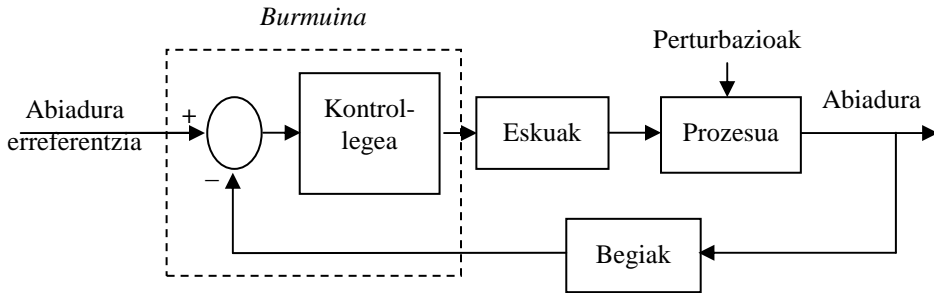 Burmuina
Perturbazioak
Abiadura
erreferentzia
+
−
Kontrol-
legea
Eskuak
Prozesua
Abiadura
Begiak